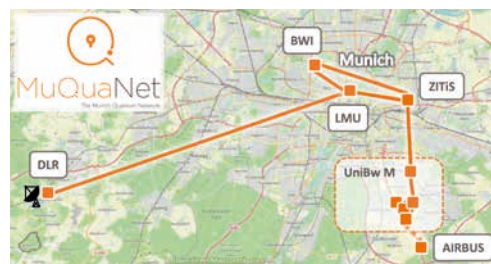 BWI
Munich
MuQuaNet
The Munich Quantum Network
ZITiS
LMU
DLR
UniBw M
AIRBUS